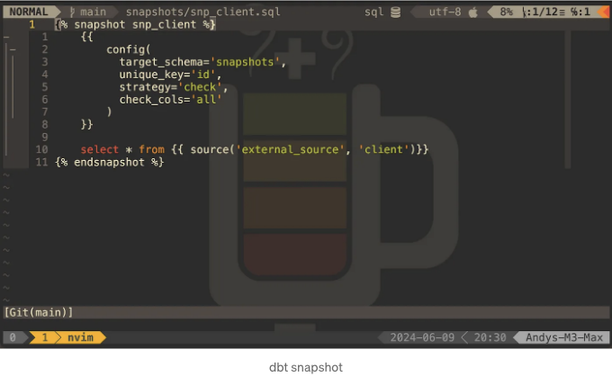 NORMAL main snapshots/snp_client.sql sql utf-8 8% 1/12 1
1 {% snapshot snp_client %}
1 {{
2 config(
3 target_schema='snapshots',
4 unique_key='id',
5 strategy='check',
6 check_cols='all'
7 )
8 }}
9
10 select * from {{ source('external_source', 'client')}}
11 {% endsnapshot %}
~
~
~
~
~
~
~
~
~
~
[Git(main)]
0 1 nvim 2024-06-09 20:30 Andys-M3-Max
dbt snapshot